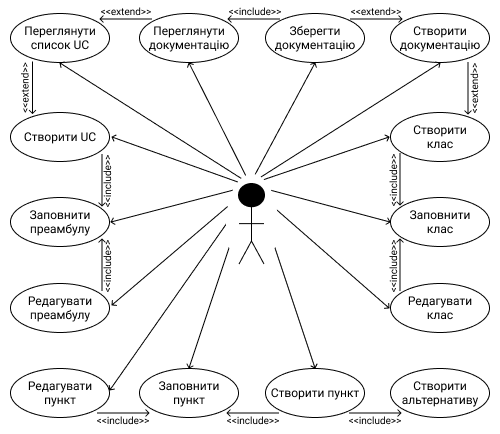 <<extend>>
<<include>>
<<extend>>
Переглянути
список UC
Переглянути
документацію
Зберегти
документацію
Створити
документацію
<<extend>>
<<extend>>
Створити UC
Створити
клас
<<include>>
<<include>>
Заповнити
преамбулу
Заповнити
клас
<<include>>
<<include>>
Редагувати
преамбулу
Редагувати
клас
Редагувати
пункт
Заповнити
пункт
Створити пункт
Створити
альтернативу
<<include>>
<<include>>
<<include>>